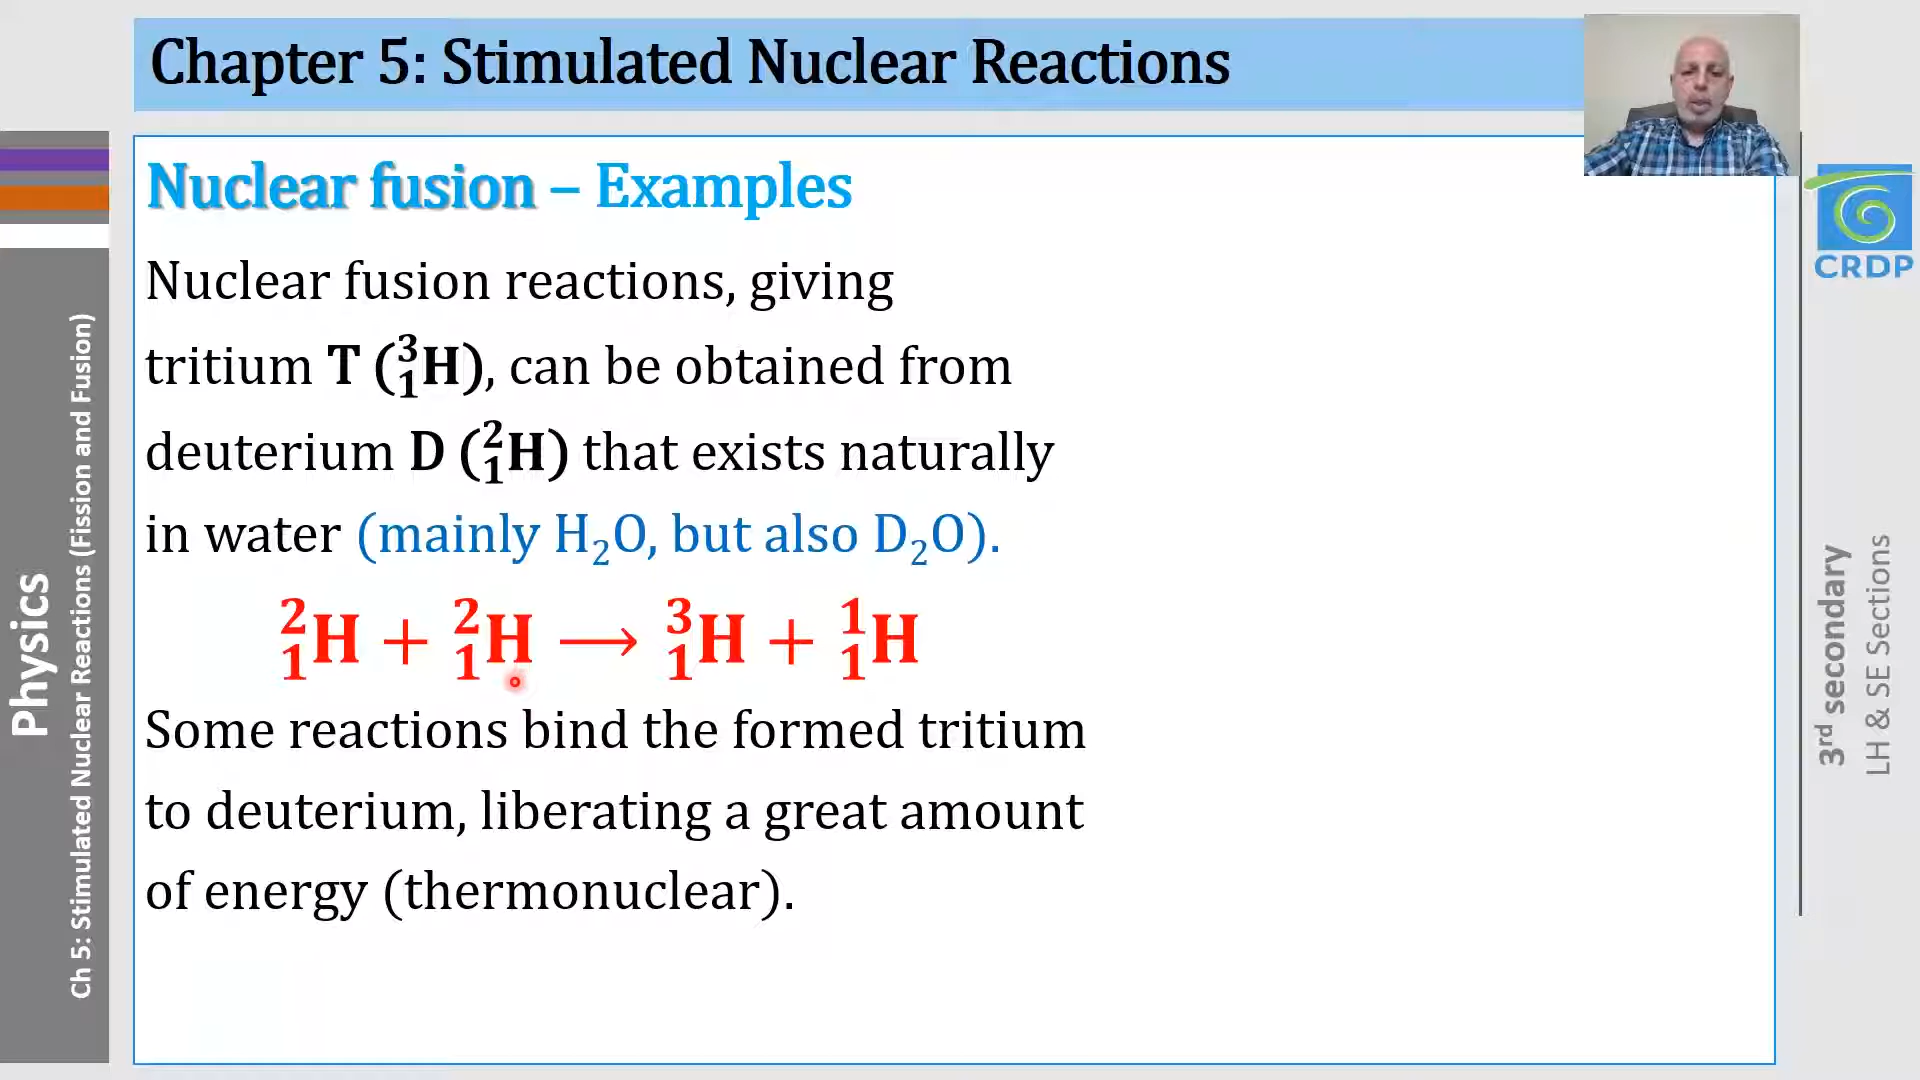 Chapter 5: Stimulated Nuclear Reactions
Nuclear fusion – Examples
Nuclear fusion reactions, giving
tritium T (³₁H), can be obtained from
deuterium D (²₁H) that exists naturally
in water (mainly H₂O, but also D₂O).
²₁H + ²₁H ⟶ ³₁H + ¹₁H
Some reactions bind the formed tritium
to deuterium, liberating a great amount
of energy (thermonuclear).
Physics
Ch 5: Stimulated Nuclear Reactions (Fission and Fusion)
CRDP
3rd secondary
LH & SE Sections